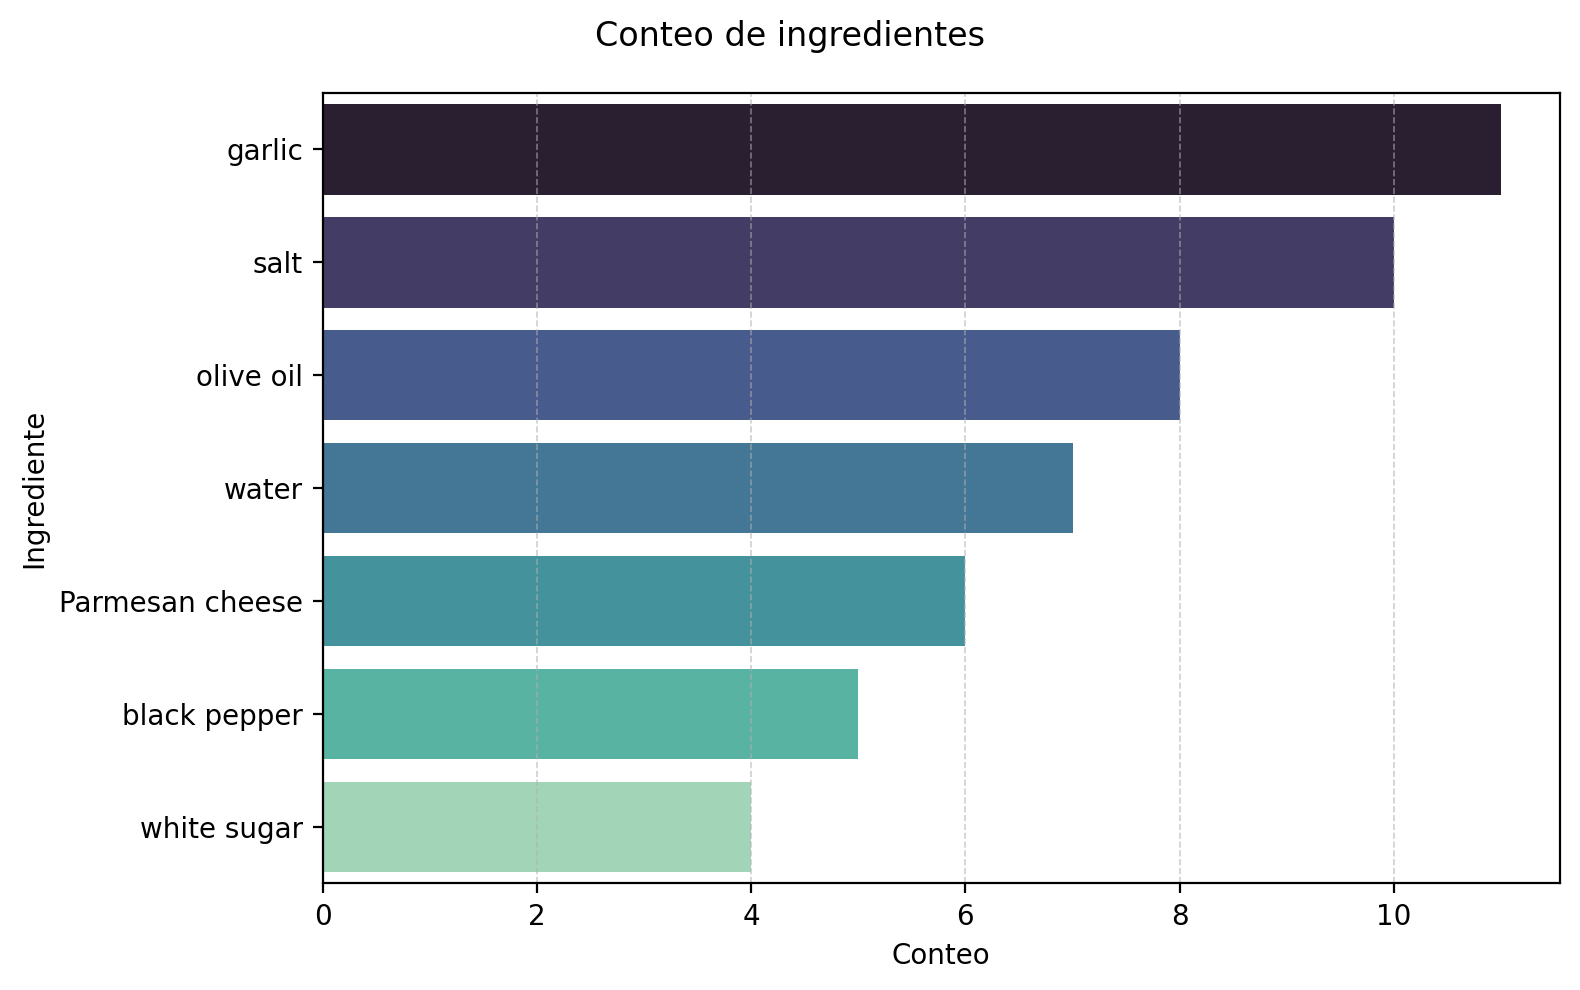 Conteo de ingredientes
Ingrediente
garlic
salt
olive oil
water
Parmesan cheese
black pepper
white sugar
0 2 4 6 8 10
Conteo